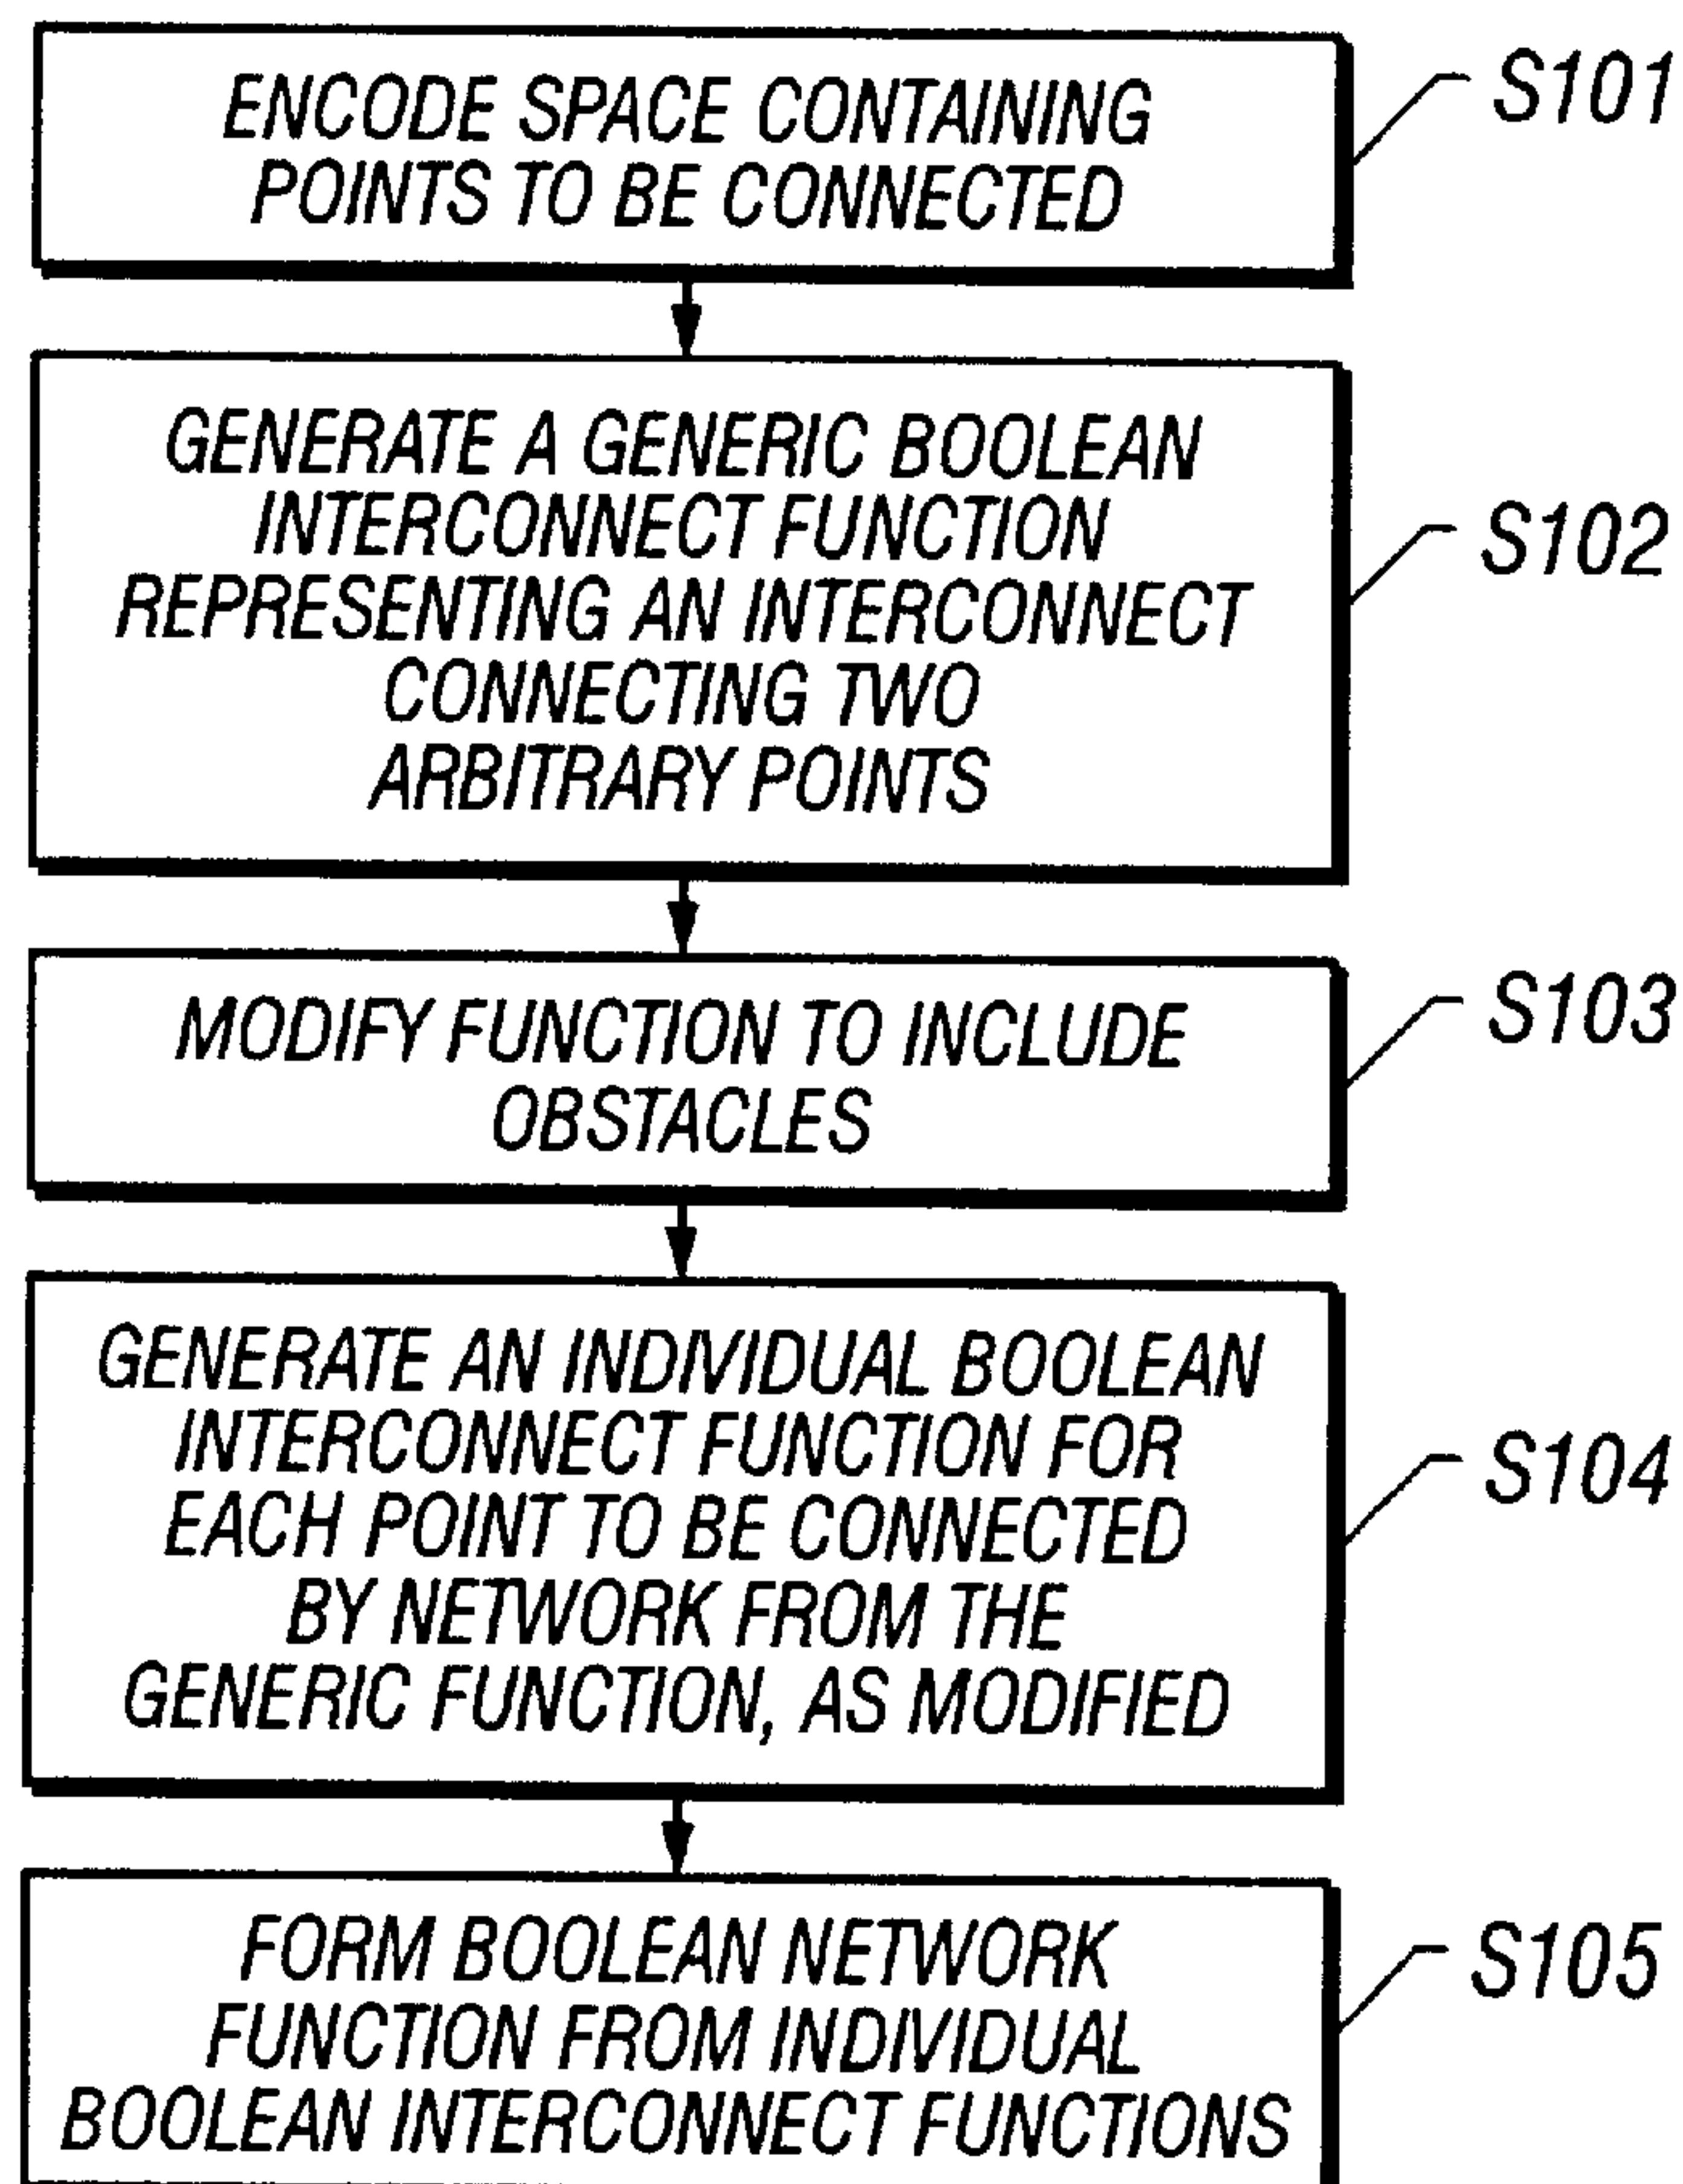 ENCODE SPACE CONTAINING
POINTS TO BE CONNECTED
S101
GENERATE A GENERIC BOOLEAN
INTERCONNECT FUNCTION
REPRESENTING AN INTERCONNECT
CONNECTING TWO
ARBITRARY POINTS
S102
MODIFY FUNCTION TO INCLUDE
OBSTACLES
S103
GENERATE AN INDIVIDUAL BOOLEAN
INTERCONNECT FUNCTION FOR
EACH POINT TO BE CONNECTED
BY NETWORK FROM THE
GENERIC FUNCTION, AS MODIFIED
S104
FORM BOOLEAN NETWORK
FUNCTION FROM INDIVIDUAL
BOOLEAN INTERCONNECT FUNCTIONS
S105